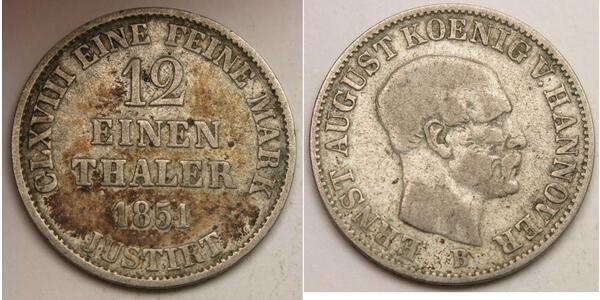 CLXVIII EINE FEINE MARK
12
EINEN
THALER
1851
JUSTIRT
ERNST AUGUST KOENIG V. HANNOVER
B